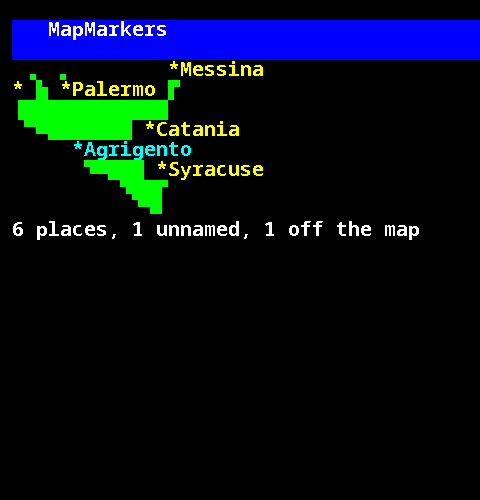 MapMarkers
*Messina
* *Palermo
*Catania
*Agrigento
*Syracuse
6 places, 1 unnamed, 1 off the map